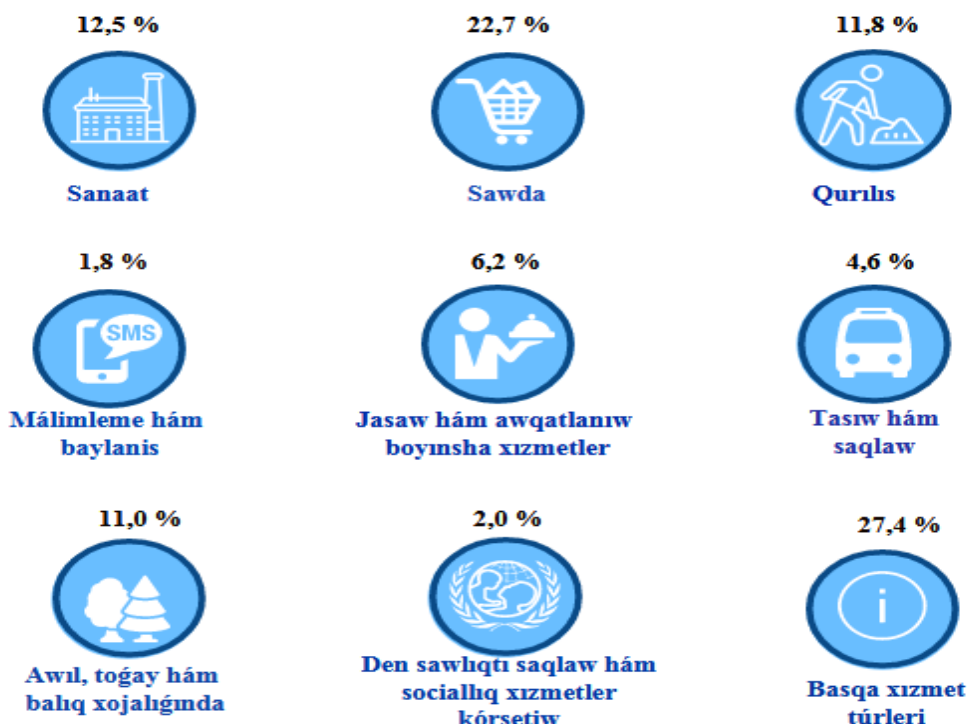 12,5 %
Sanaat
22,7 %
Sawda
11,8 %
Qurılıs
1,8 %
SMS
Málimleme hám
baylanis
6,2 %
Jasaw hám awqatlanıw
boyınsha xızmetler
4,6 %
Tasıw hám
saqlaw
11,0 %
Awıl, toǵay hám
balıq xojalıǵında
2,0 %
Den sawlıqtı saqlaw hám
sociallıq xızmetler
kórsetiw
27,4 %
i
Basqa xızmet
túrleri